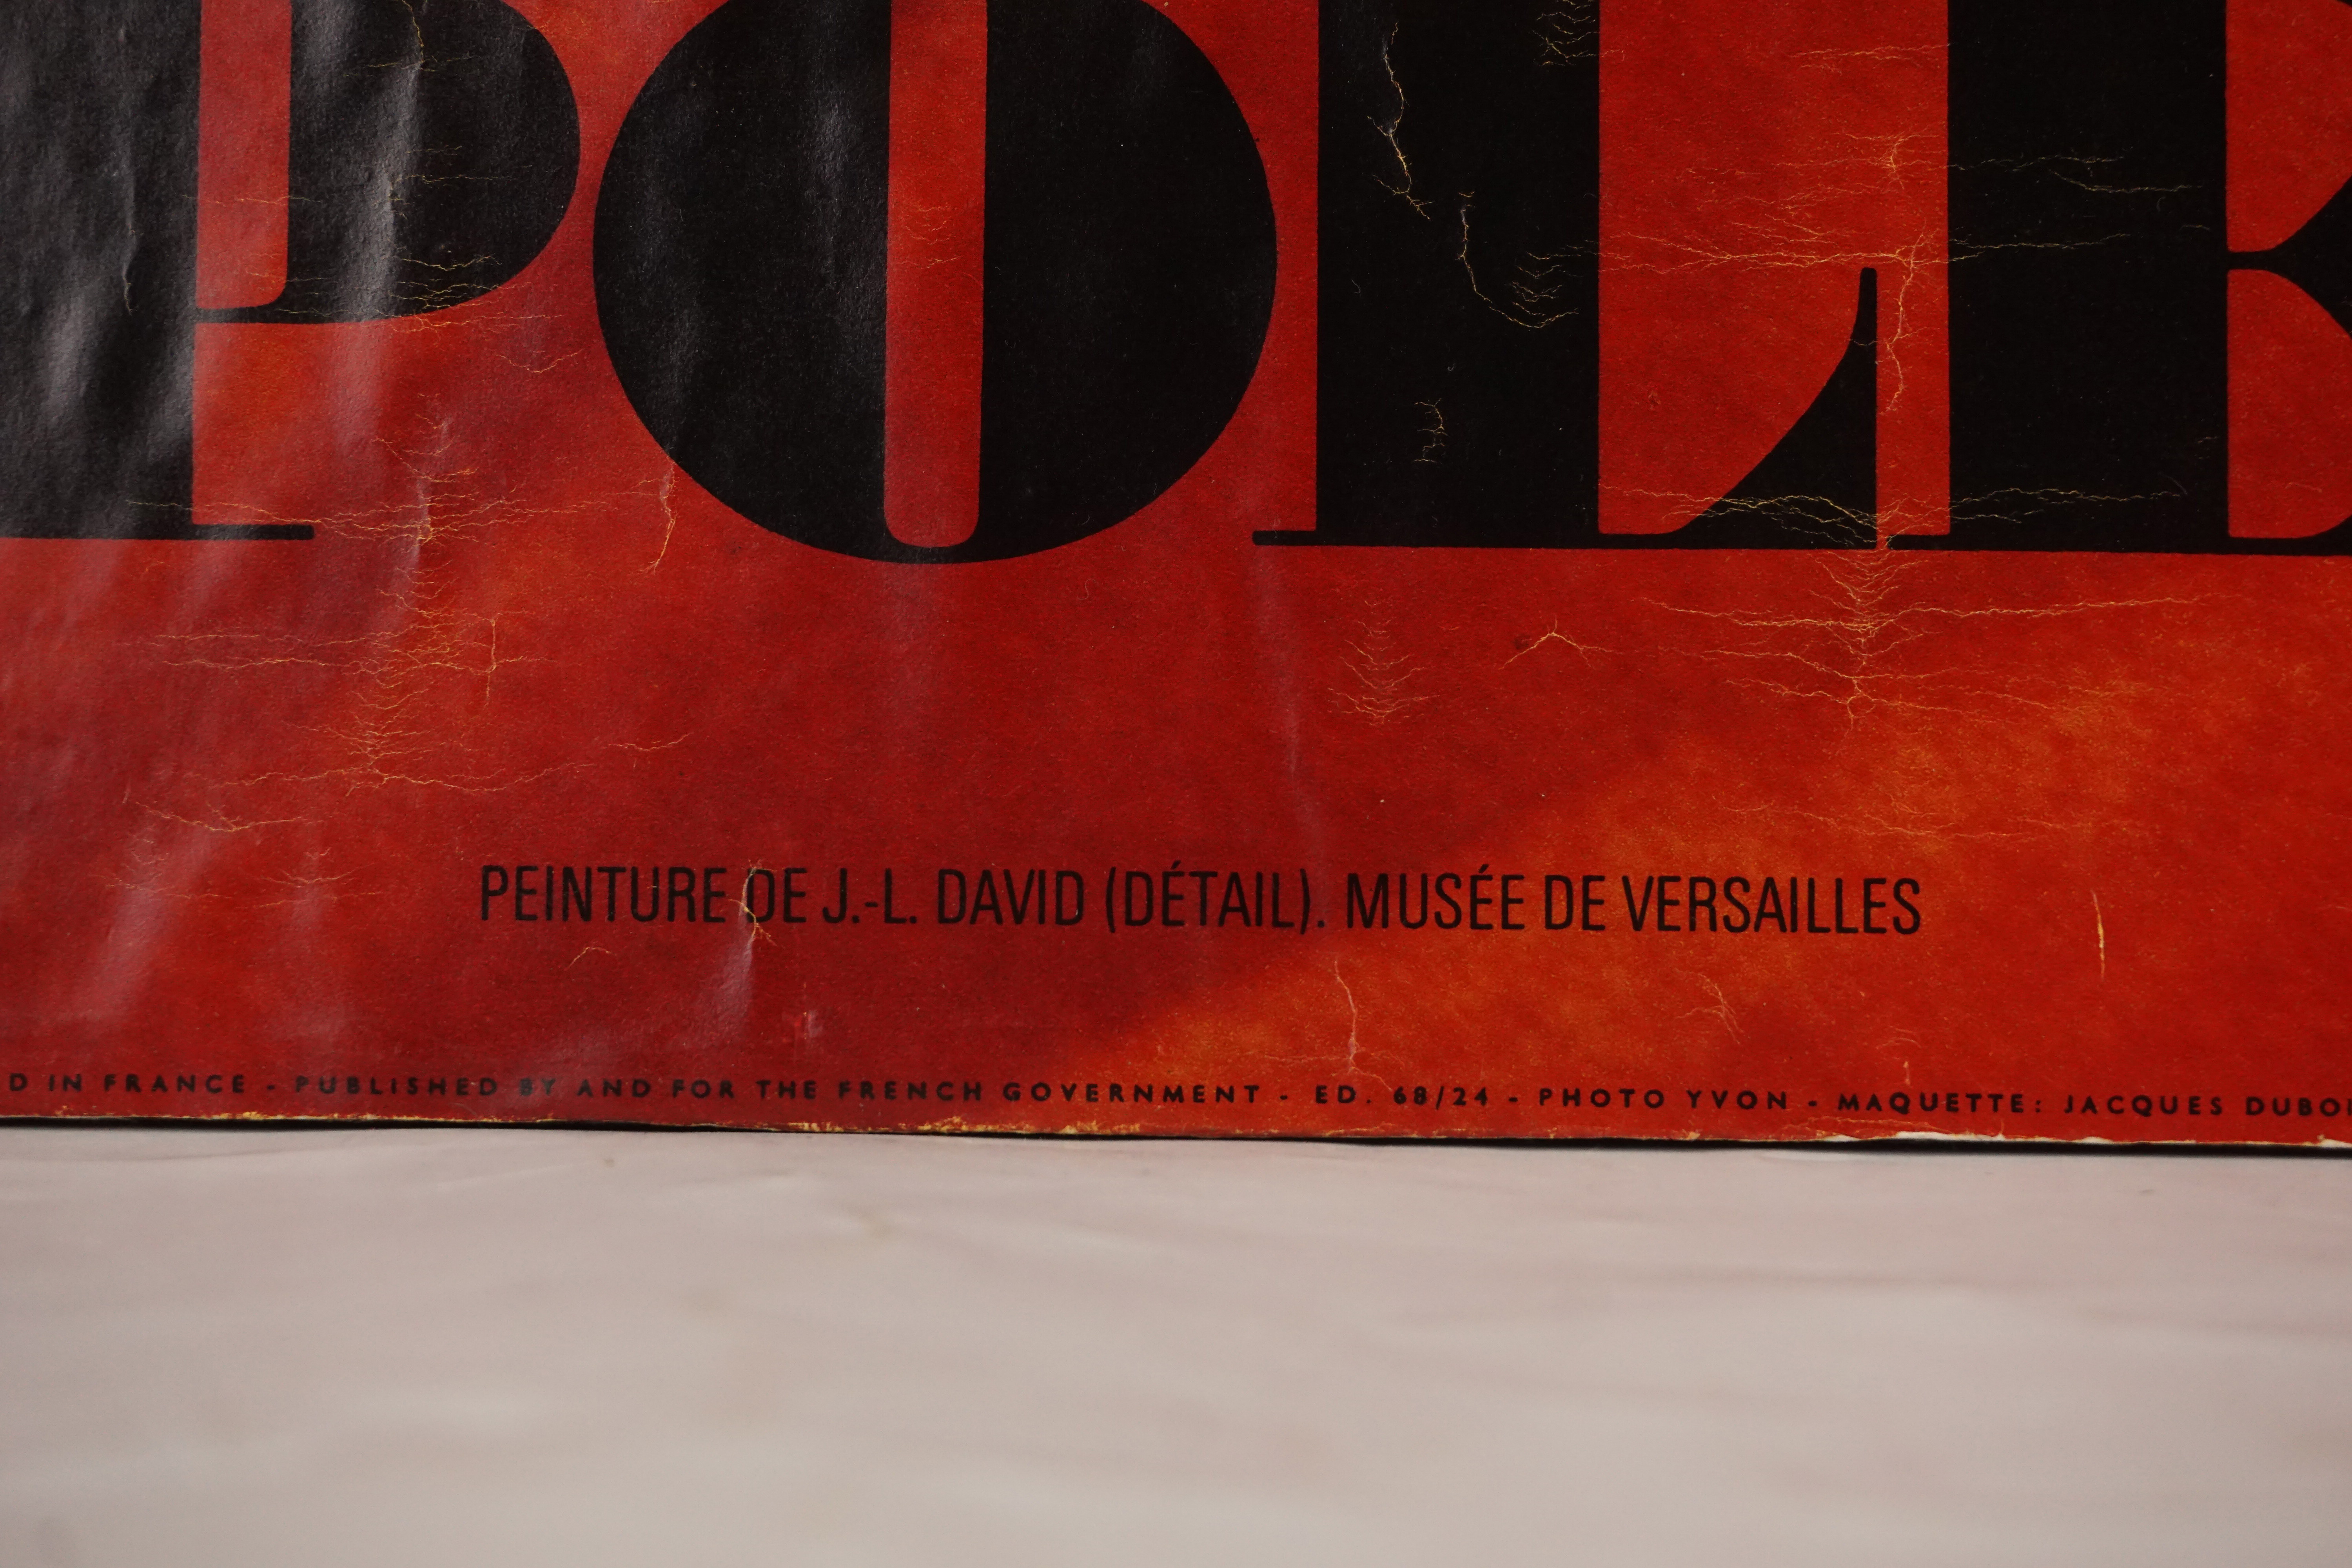 POLE
PEINTURE DE J.-L. DAVID (DÉTAIL). MUSÉE DE VERSAILLES
D IN FRANCE - PUBLISHED BY AND FOR THE FRENCH GOVERNMENT - ED. 68/24 - PHOTO YVON - MAQUETTE: JACQUES DUBO